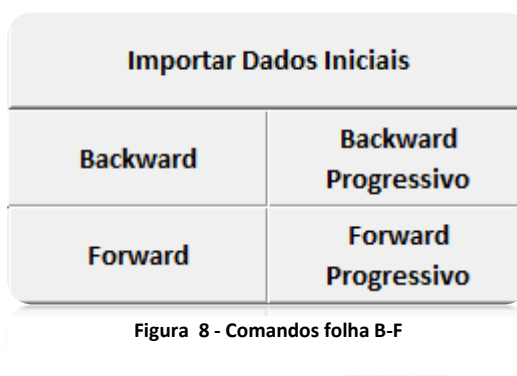 Importar Dados Iniciais
Backward
Backward
Progressivo
Forward
Forward
Progressivo
Figura 8 - Comandos folha B-F